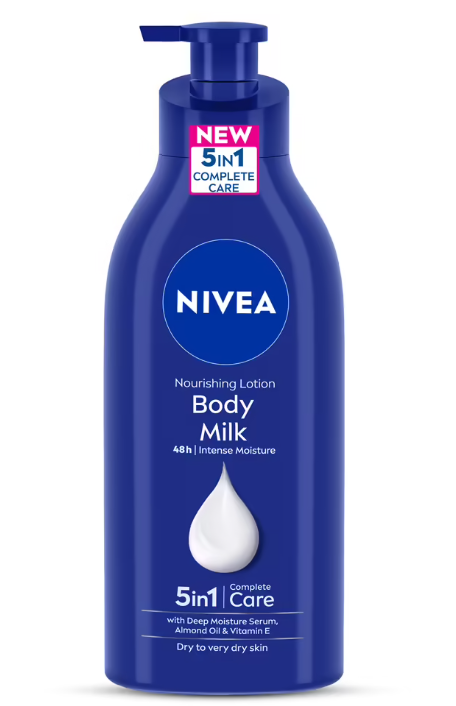 NEW
5IN1
COMPLETE
CARE
NIVEA
Nourishing Lotion
Body
Milk
48h | Intense Moisture
5in1 | Complete Care
with Deep Moisture Serum,
Almond Oil & Vitamin E
Dry to very dry skin